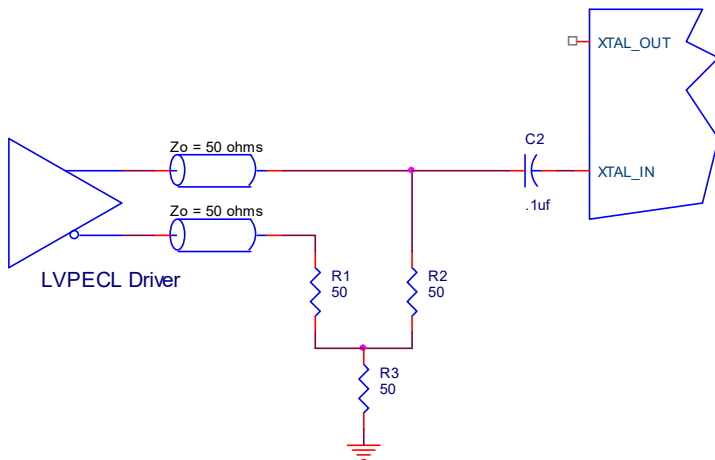 XTAL_OUT
C2
Zo = 50 ohms
XTAL_IN
.1uf
Zo = 50 ohms
LVPECL Driver
R1
50
R2
50
R3
50